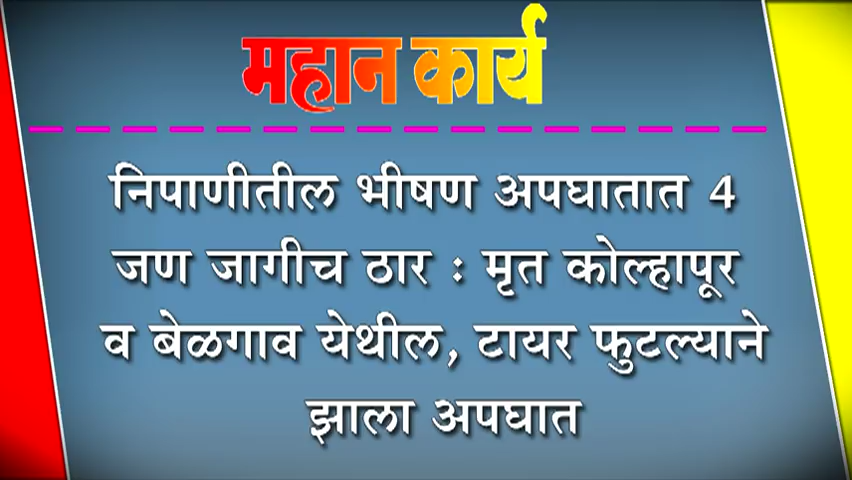 महान कार्य
निपाणीतील भीषण अपघातात 4
जण जागीच ठार : मृत कोल्हापूर
व बेळगाव येथील, टायर फुटल्याने
झाला अपघात